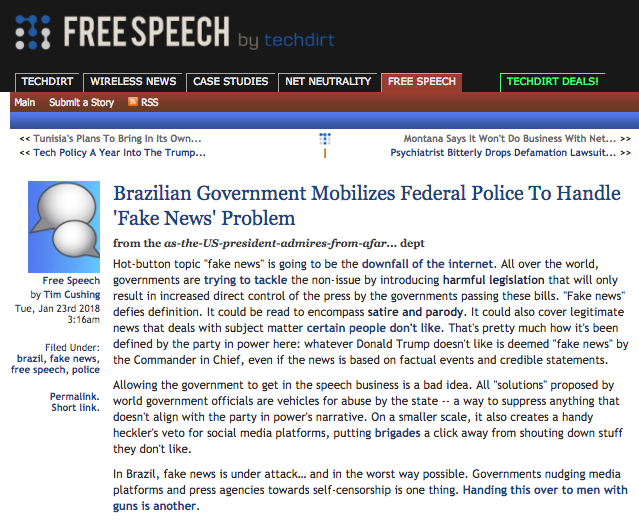 FREE SPEECH by techdirt
TECHDIRT WIRELESS NEWS CASE STUDIES NET NEUTRALITY FREE SPEECH TECHDIRT DEALS!
Main Submit a Story RSS
<< Tunisia's Plans To Bring In Its Own...
Montana Says It Won't Do Business With Net... >>
<< Tech Policy A Year Into The Trump...
|
Psychiatrist Bitterly Drops Defamation Lawsuit... >>
Free Speech
by Tim Cushing
Tue, Jan 23rd 2018
3:16am
Filed Under:
brazil, fake news,
free speech, police
Permalink.
Short link.
Brazilian Government Mobilizes Federal Police To Handle
'Fake News' Problem
from the as-the-US-president-admires-from-afar... dept
Hot-button topic "fake news" is going to be the downfall of the internet. All over the world,
governments are trying to tackle the non-issue by introducing harmful legislation that will only
result in increased direct control of the press by the governments passing these bills. "Fake news"
defies definition. It could be read to encompass satire and parody. It could also cover legitimate
news that deals with subject matter certain people don't like. That's pretty much how it's been
defined by the party in power here: whatever Donald Trump doesn't like is deemed "fake news" by
the Commander in Chief, even if the news is based on factual events and credible statements.
Allowing the government to get in the speech business is a bad idea. All "solutions" proposed by
world government officials are vehicles for abuse by the state -- a way to suppress anything that
doesn't align with the party in power's narrative. On a smaller scale, it also creates a handy
heckler's veto for social media platforms, putting brigades a click away from shouting down stuff
they don't like.
In Brazil, fake news is under attack… and in the worst way possible. Governments nudging media
platforms and press agencies towards self-censorship is one thing. Handing this over to men with
guns is another.